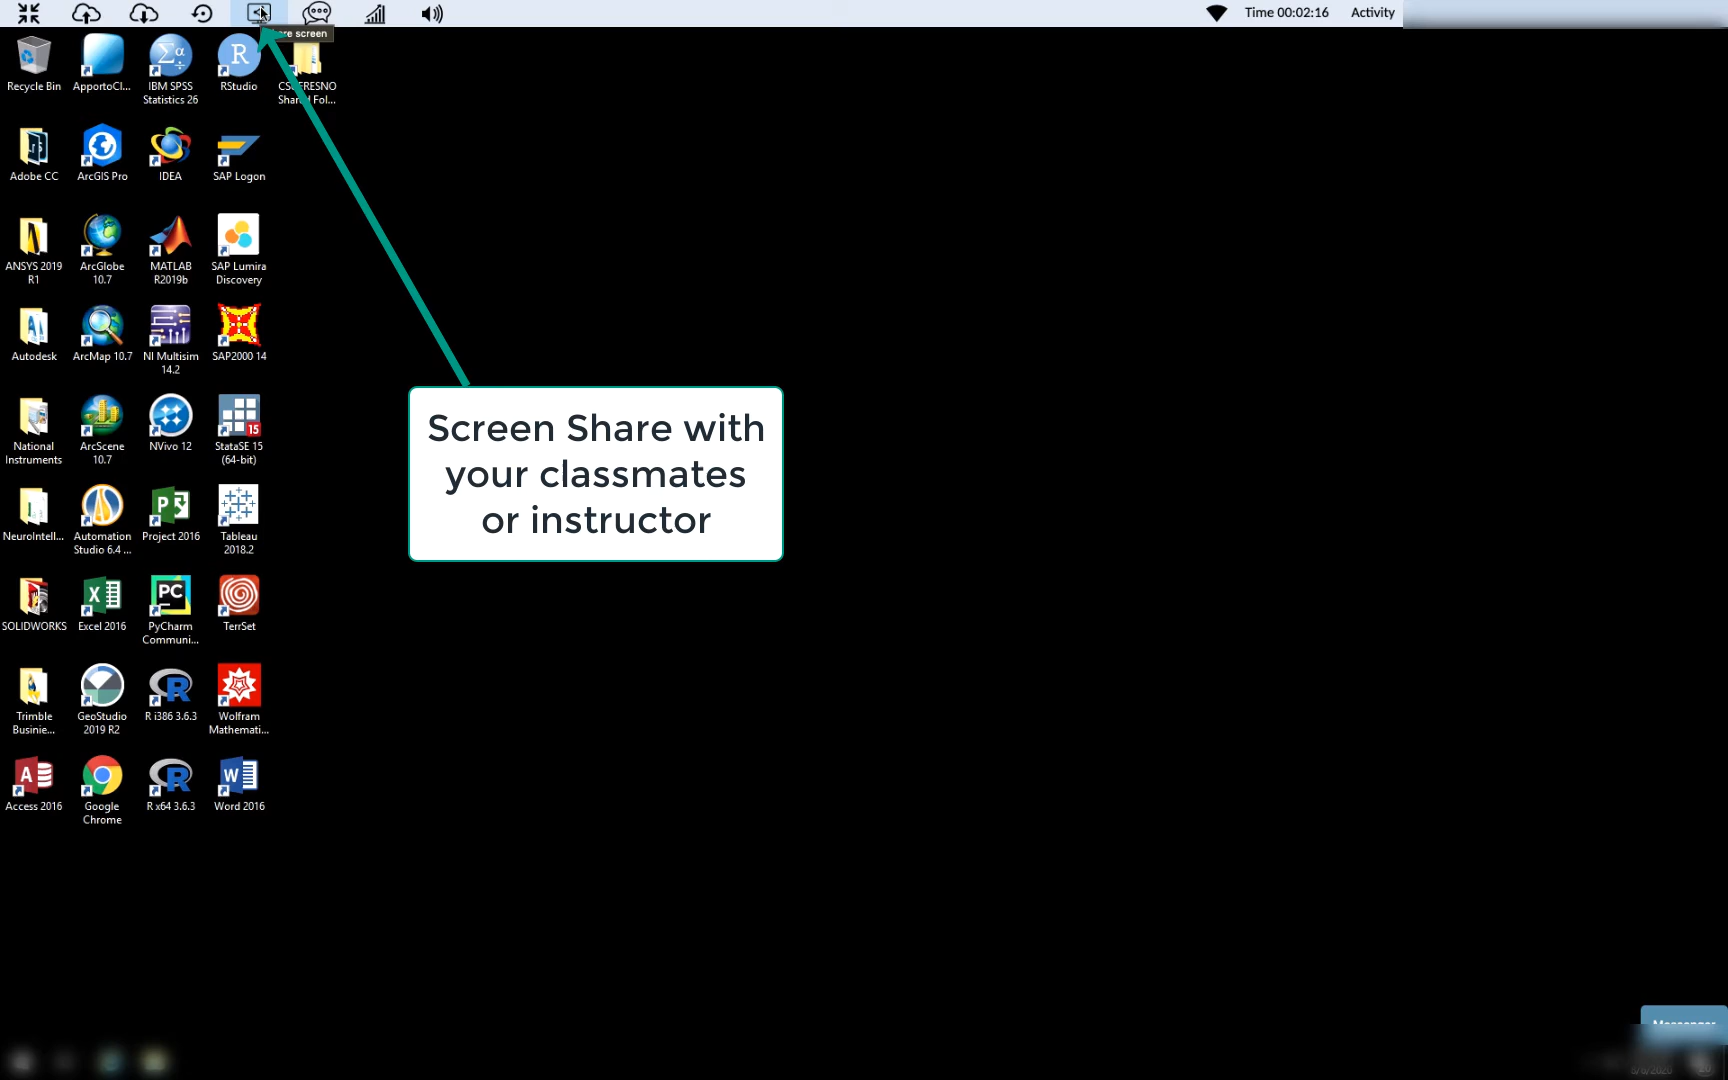 Time 00:02:16 Activity
screen
Recycle Bin
ApportoCl...
IBM SPSS
Statistics 26
RStudio
CSUFRESNO
Shared Fol...
Adobe CC
ArcGIS Pro
IDEA
SAP Logon
ANSYS 2019
R1
ArcGlobe
10.7
MATLAB
R2019b
SAP Lumira
Discovery
Autodesk
ArcMap 10.7
NI Multisim
14.2
SAP2000 14
Screen Share with
your classmates
or instructor
National
Instruments
ArcScene
10.7
NVivo 12
15
StataSE 15
(64-bit)
NeuroIntell...
Automation
Studio 6.4 ...
Project 2016
Tableau
2018.2
SOLIDWORKS
Excel 2016
PC
PyCharm
Communi...
TerrSet
Trimble
Businie...
GeoStudio
2019 R2
R i386 3.6.3
Wolfram
Mathemati...
Access 2016
Google
Chrome
R x64 3.6.3
Word 2016